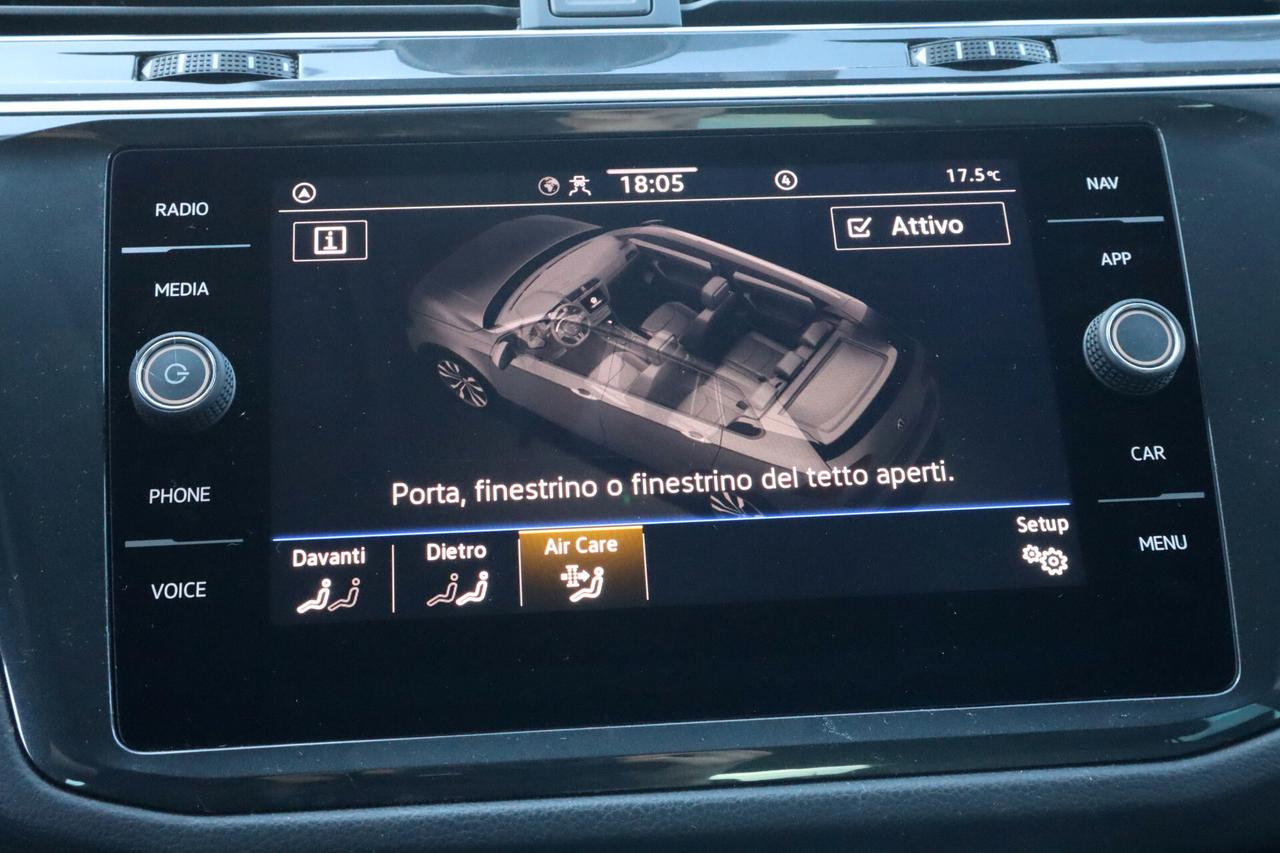 RADIO
MEDIA
PHONE
VOICE
18:05
4
17.5°C
i
Attivo
Porta, finestrino o finestrino del tetto aperti.
Davanti
Dietro
Air Care
Setup
NAV
APP
CAR
MENU